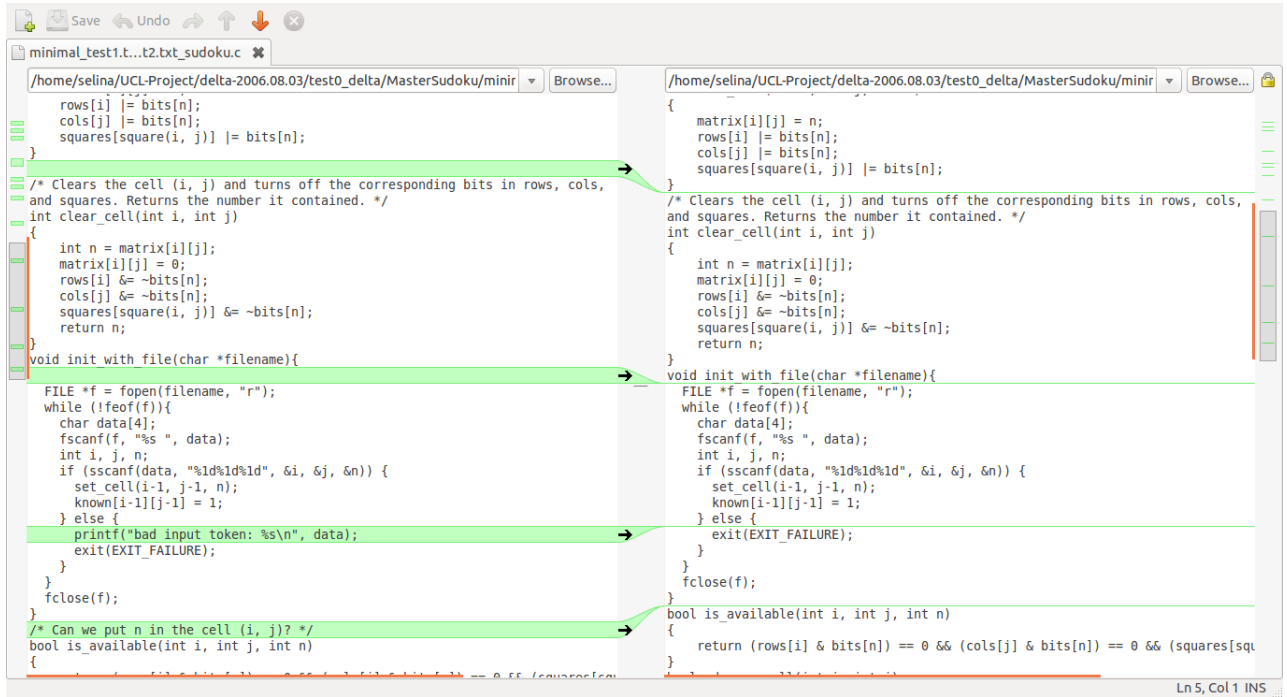 Save Undo
minimal_test1.t...t2.txt_sudoku.c
/home/selina/UCL-Project/delta-2006.08.03/test0_delta/MasterSudoku/minir Browse...
rows[i] |= bits[n];
cols[j] |= bits[n];
squares[square(i, j)] |= bits[n];
}
/* Clears the cell (i, j) and turns off the corresponding bits in rows, cols,
and squares. Returns the number it contained. */
int clear_cell(int i, int j)
{
int n = matrix[i][j];
matrix[i][j] = 0;
rows[i] &= ~bits[n];
cols[j] &= ~bits[n];
squares[square(i, j)] &= ~bits[n];
return n;
}
void init_with_file(char *filename){
FILE *f = fopen(filename, "r");
while (!feof(f)){
char data[4];
fscanf(f, "%s ", data);
int i, j, n;
if (sscanf(data, "%1d%1d%1d", &i, &j, &n)) {
set_cell(i-1, j-1, n);
known[i-1][j-1] = 1;
} else {
printf("bad input token: %s\n", data);
exit(EXIT_FAILURE);
}
}
fclose(f);
}
/* Can we put n in the cell (i, j)? */
bool is_available(int i, int j, int n)
{
/home/selina/UCL-Project/delta-2006.08.03/test0_delta/MasterSudoku/minir Browse...
{
matrix[i][j] = n;
rows[i] |= bits[n];
cols[j] |= bits[n];
squares[square(i, j)] |= bits[n];
}
/* Clears the cell (i, j) and turns off the corresponding bits in rows, cols,
and squares. Returns the number it contained. */
int clear_cell(int i, int j)
{
int n = matrix[i][j];
matrix[i][j] = 0;
rows[i] &= ~bits[n];
cols[j] &= ~bits[n];
squares[square(i, j)] &= ~bits[n];
return n;
}
void init_with_file(char *filename){
FILE *f = fopen(filename, "r");
while (!feof(f)){
char data[4];
fscanf(f, "%s ", data);
int i, j, n;
if (sscanf(data, "%1d%1d%1d", &i, &j, &n)) {
set_cell(i-1, j-1, n);
known[i-1][j-1] = 1;
} else {
exit(EXIT_FAILURE);
}
}
fclose(f);
}
bool is_available(int i, int j, int n)
{
return (rows[i] & bits[n]) == 0 && (cols[j] & bits[n]) == 0 && (squares[squ
}
Ln 5, Col 1 INS